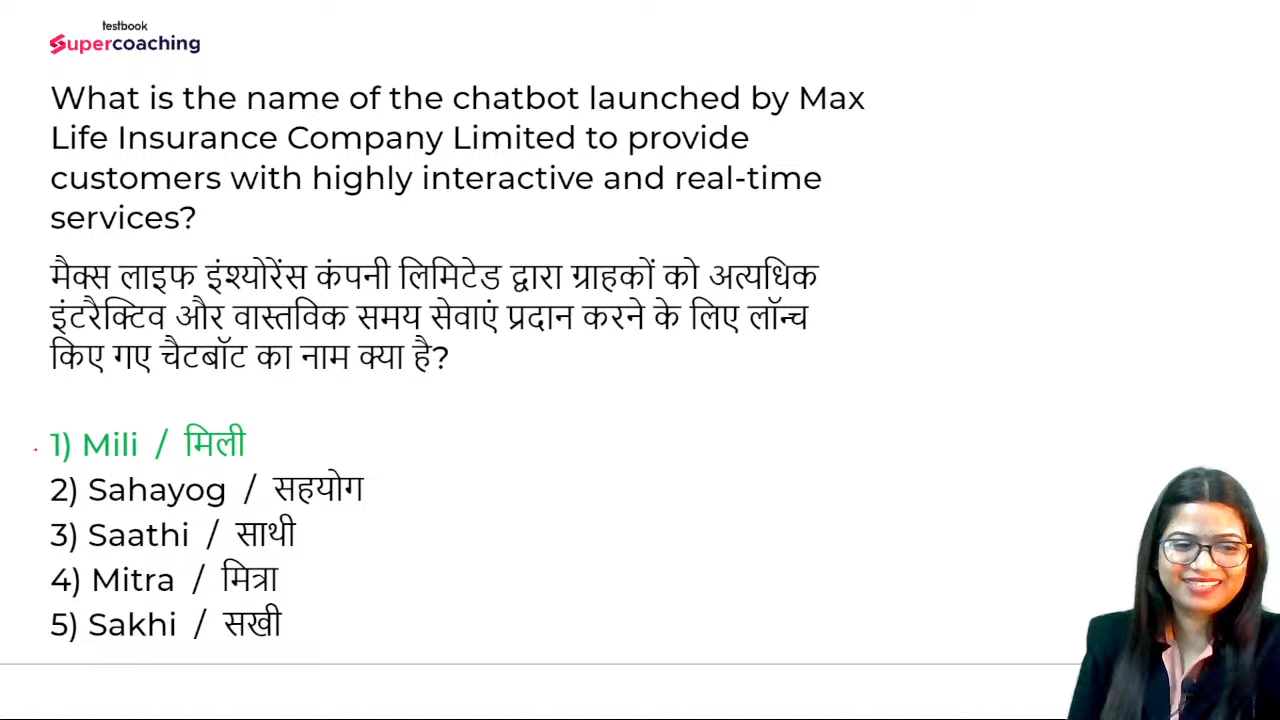 testbook
Supercoaching
What is the name of the chatbot launched by Max
Life Insurance Company Limited to provide
customers with highly interactive and real-time
services?
मैक्स लाइफ इंश्योरेंस कंपनी लिमिटेड द्वारा ग्राहकों को अत्यधिक
इंटरैक्टिव और वास्तविक समय सेवाएं प्रदान करने के लिए लॉन्च
किए गए चैटबॉट का नाम क्या है?
1) Mili / मिली
2) Sahayog / सहयोग
3) Saathi / साथी
4) Mitra / मित्रा
5) Sakhi / सखी